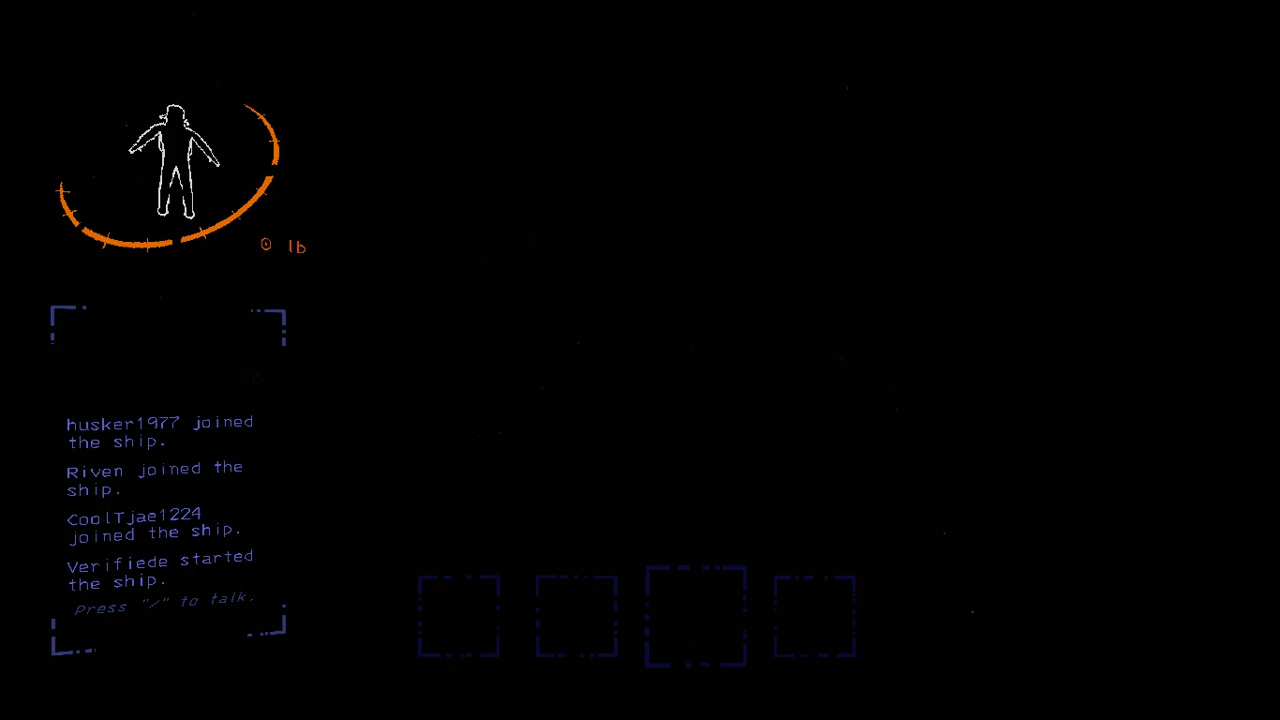 0 lb
husker1977 joined
the ship.
Riven joined the
ship.
CoolTjae1224
joined the ship.
Verifiede started
the ship.
Press "/" to talk.